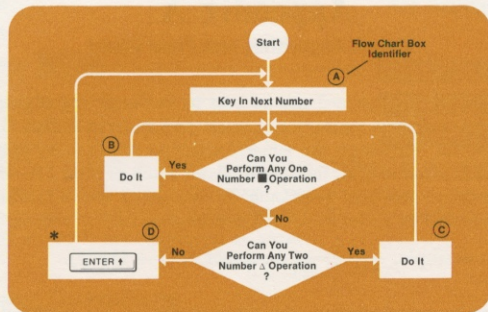 Start
Flow Chart Box
Identifier
A
Key In Next Number
B
Yes
Do It
Can You
Perform Any One
Number ■ Operation
?
No
*
D
ENTER ↑
No
Can You
Perform Any Two
Number Δ Operation
?
Yes
C
Do It